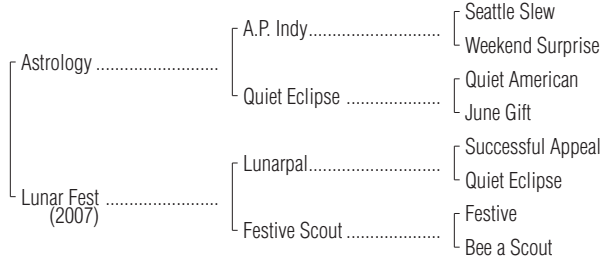 Seattle Slew
A.P. Indy
Weekend Surprise
Astrology
Quiet American
Quiet Eclipse
June Gift
Successful Appeal
Lunarpal
Quiet Eclipse
Lunar Fest
(2007)
Festive
Festive Scout
Bee a Scout